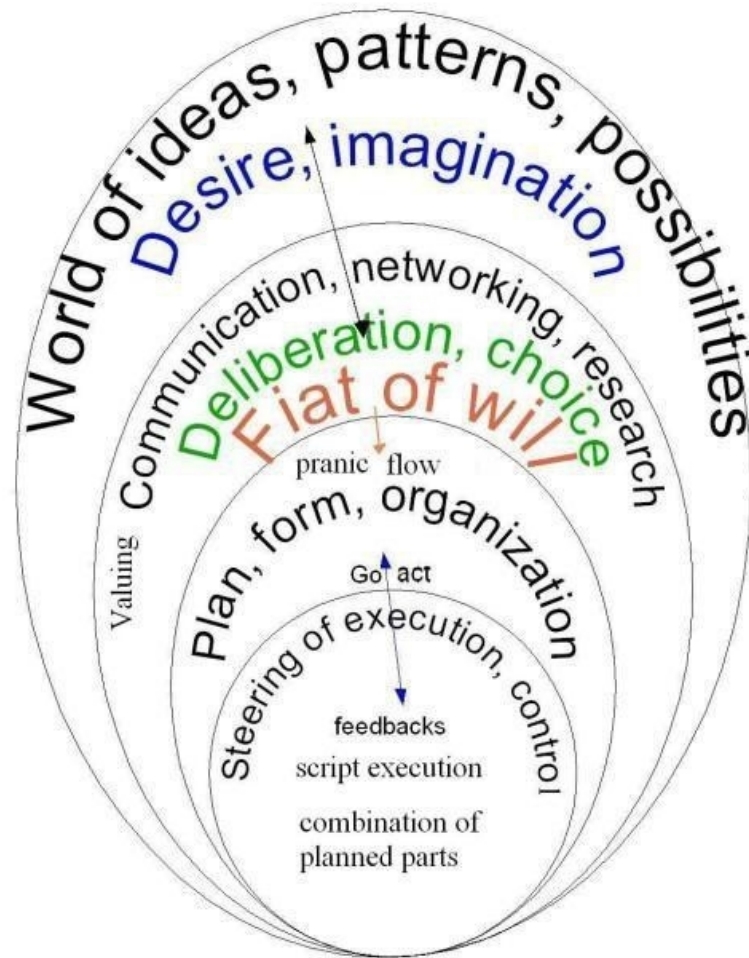 World of ideas, patterns, possibilities
Desire, imagination
Communication, networking, research
Deliberation, choice
Fiat of will
pranic flow
Plan, form, organization
Valuing
Go act
Steering of execution, control
feedbacks
script execution
combination of
planned parts